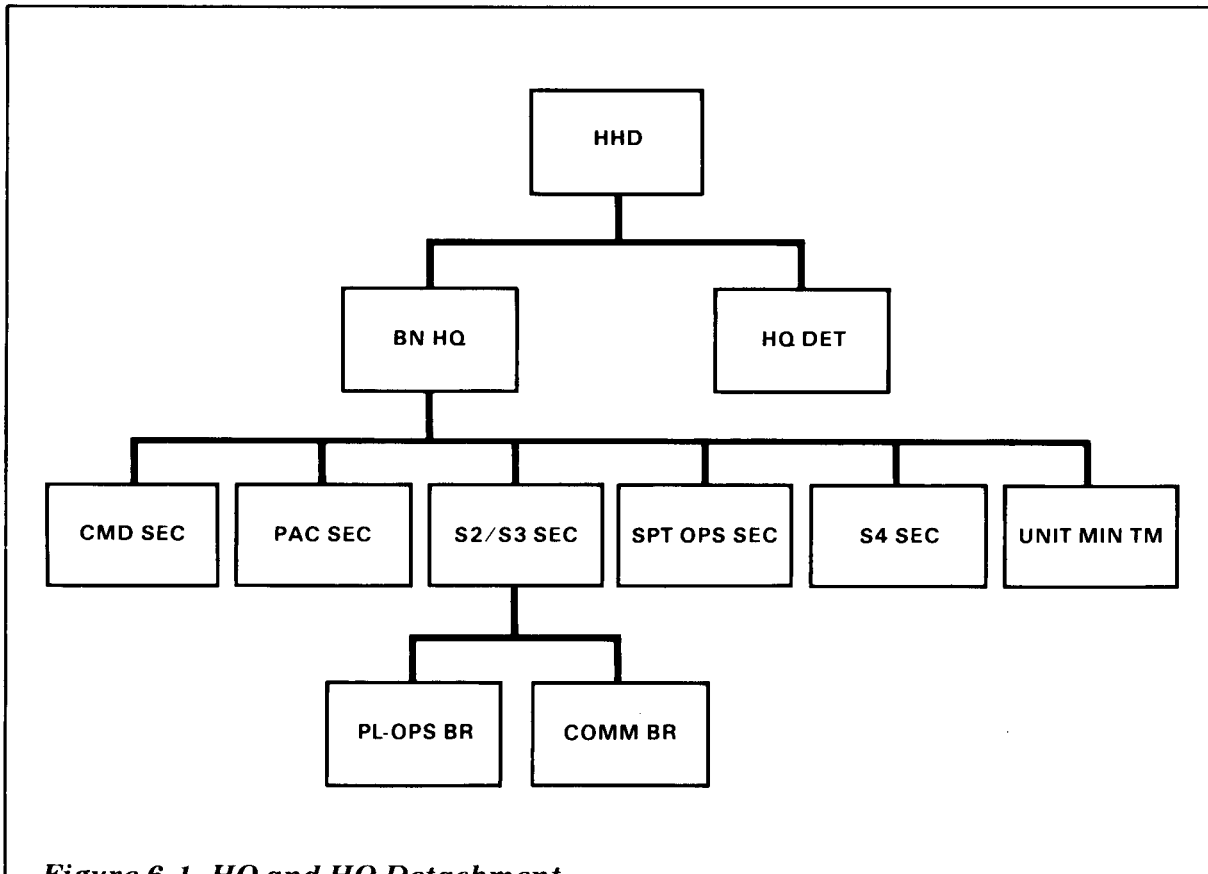 HHD
BN HQ
HQ DET
CMD SEC
PAC SEC
S2/S3 SEC
SPT OPS SEC
S4 SEC
UNIT MIN TM
PL-OPS BR
COMM BR
Figure 6-1. HQ and HQ Detachment